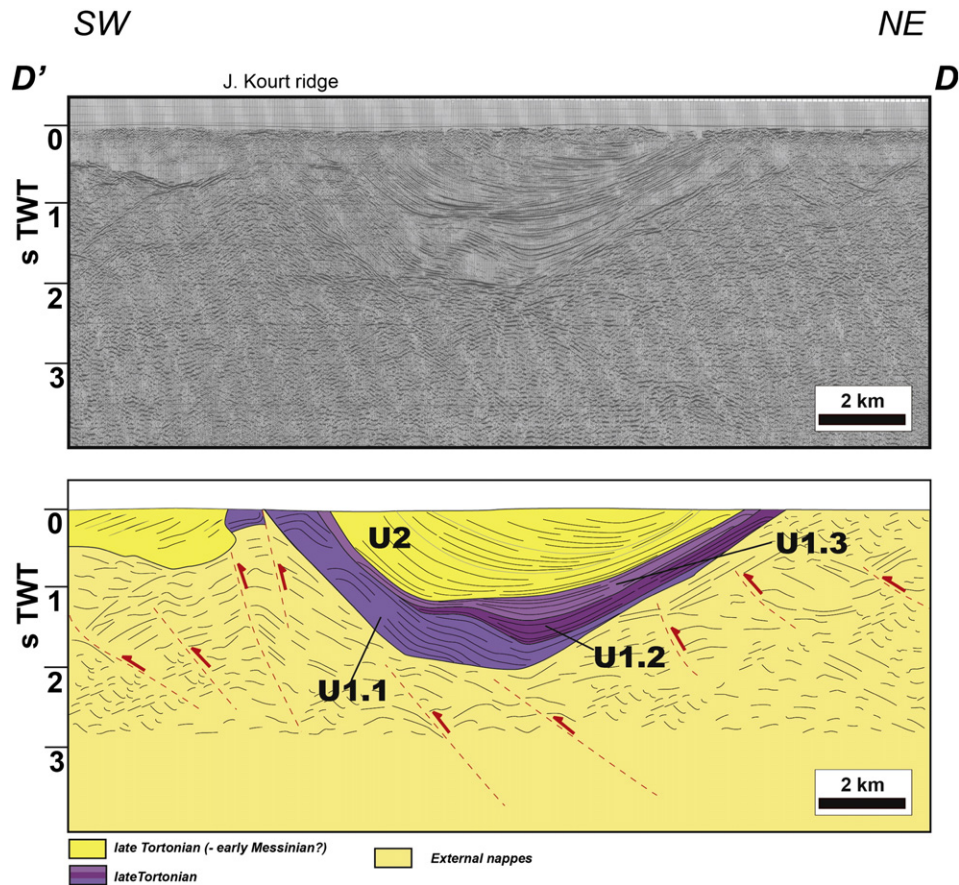 SW NE
D' D
J. Kourt ridge
0
1
s TWT
2
3
2 km
0
U2
U1.3
1
s TWT
U1.2
2
U1.1
3
2 km
late Tortonian (- early Messinian?)
External nappes
lateTortonian